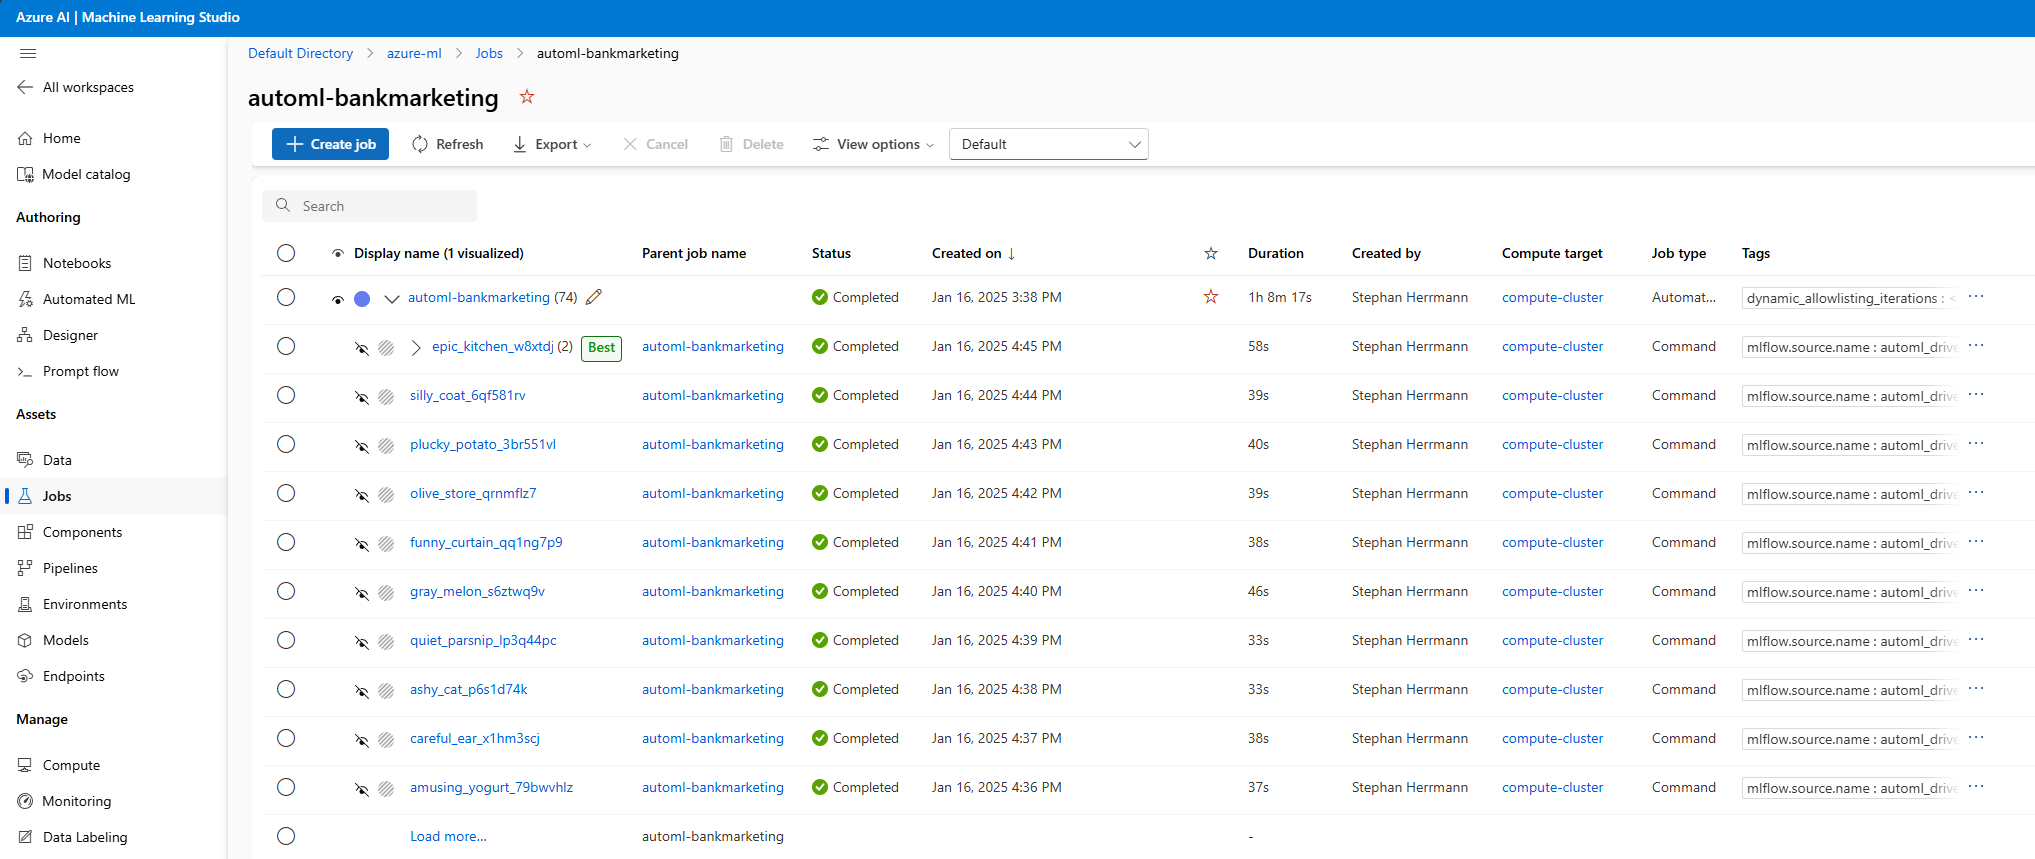 Azure AI | Machine Learning Studio
All workspaces
Home
Model catalog
Authoring
Notebooks
Automated ML
Designer
Prompt flow
Assets
Data
Jobs
Components
Pipelines
Environments
Models
Endpoints
Manage
Compute
Monitoring
Data Labeling
Default Directory > azure-ml > Jobs > automl-bankmarketing
automl-bankmarketing
Create job Refresh Export Cancel Delete View options Default
Search
Display name (1 visualized) Parent job name Status Created on ↓ Duration Created by Compute target Job type Tags
automl-bankmarketing (74) Completed Jan 16, 2025 3:38 PM 1h 8m 17s Stephan Herrmann compute-cluster Automat... dynamic_allowlisting_iterations : < ...
epic_kitchen_w8xtdj (2) Best automl-bankmarketing Completed Jan 16, 2025 4:45 PM 58s Stephan Herrmann compute-cluster Command mlflow.source.name : automl_drive ...
silly_coat_6qf581rv automl-bankmarketing Completed Jan 16, 2025 4:44 PM 39s Stephan Herrmann compute-cluster Command mlflow.source.name : automl_drive ...
plucky_potato_3br551vl automl-bankmarketing Completed Jan 16, 2025 4:43 PM 40s Stephan Herrmann compute-cluster Command mlflow.source.name : automl_drive ...
olive_store_qrnmflz7 automl-bankmarketing Completed Jan 16, 2025 4:42 PM 39s Stephan Herrmann compute-cluster Command mlflow.source.name : automl_drive ...
funny_curtain_qq1ng7p9 automl-bankmarketing Completed Jan 16, 2025 4:41 PM 38s Stephan Herrmann compute-cluster Command mlflow.source.name : automl_drive ...
gray_melon_s6ztwq9v automl-bankmarketing Completed Jan 16, 2025 4:40 PM 46s Stephan Herrmann compute-cluster Command mlflow.source.name : automl_drive ...
quiet_parsnip_lp3q44pc automl-bankmarketing Completed Jan 16, 2025 4:39 PM 33s Stephan Herrmann compute-cluster Command mlflow.source.name : automl_drive ...
ashy_cat_p6s1d74k automl-bankmarketing Completed Jan 16, 2025 4:38 PM 33s Stephan Herrmann compute-cluster Command mlflow.source.name : automl_drive ...
careful_ear_x1hm3scj automl-bankmarketing Completed Jan 16, 2025 4:37 PM 38s Stephan Herrmann compute-cluster Command mlflow.source.name : automl_drive ...
amusing_yogurt_79bwvhlz automl-bankmarketing Completed Jan 16, 2025 4:36 PM 37s Stephan Herrmann compute-cluster Command mlflow.source.name : automl_drive ...
Load more... automl-bankmarketing -